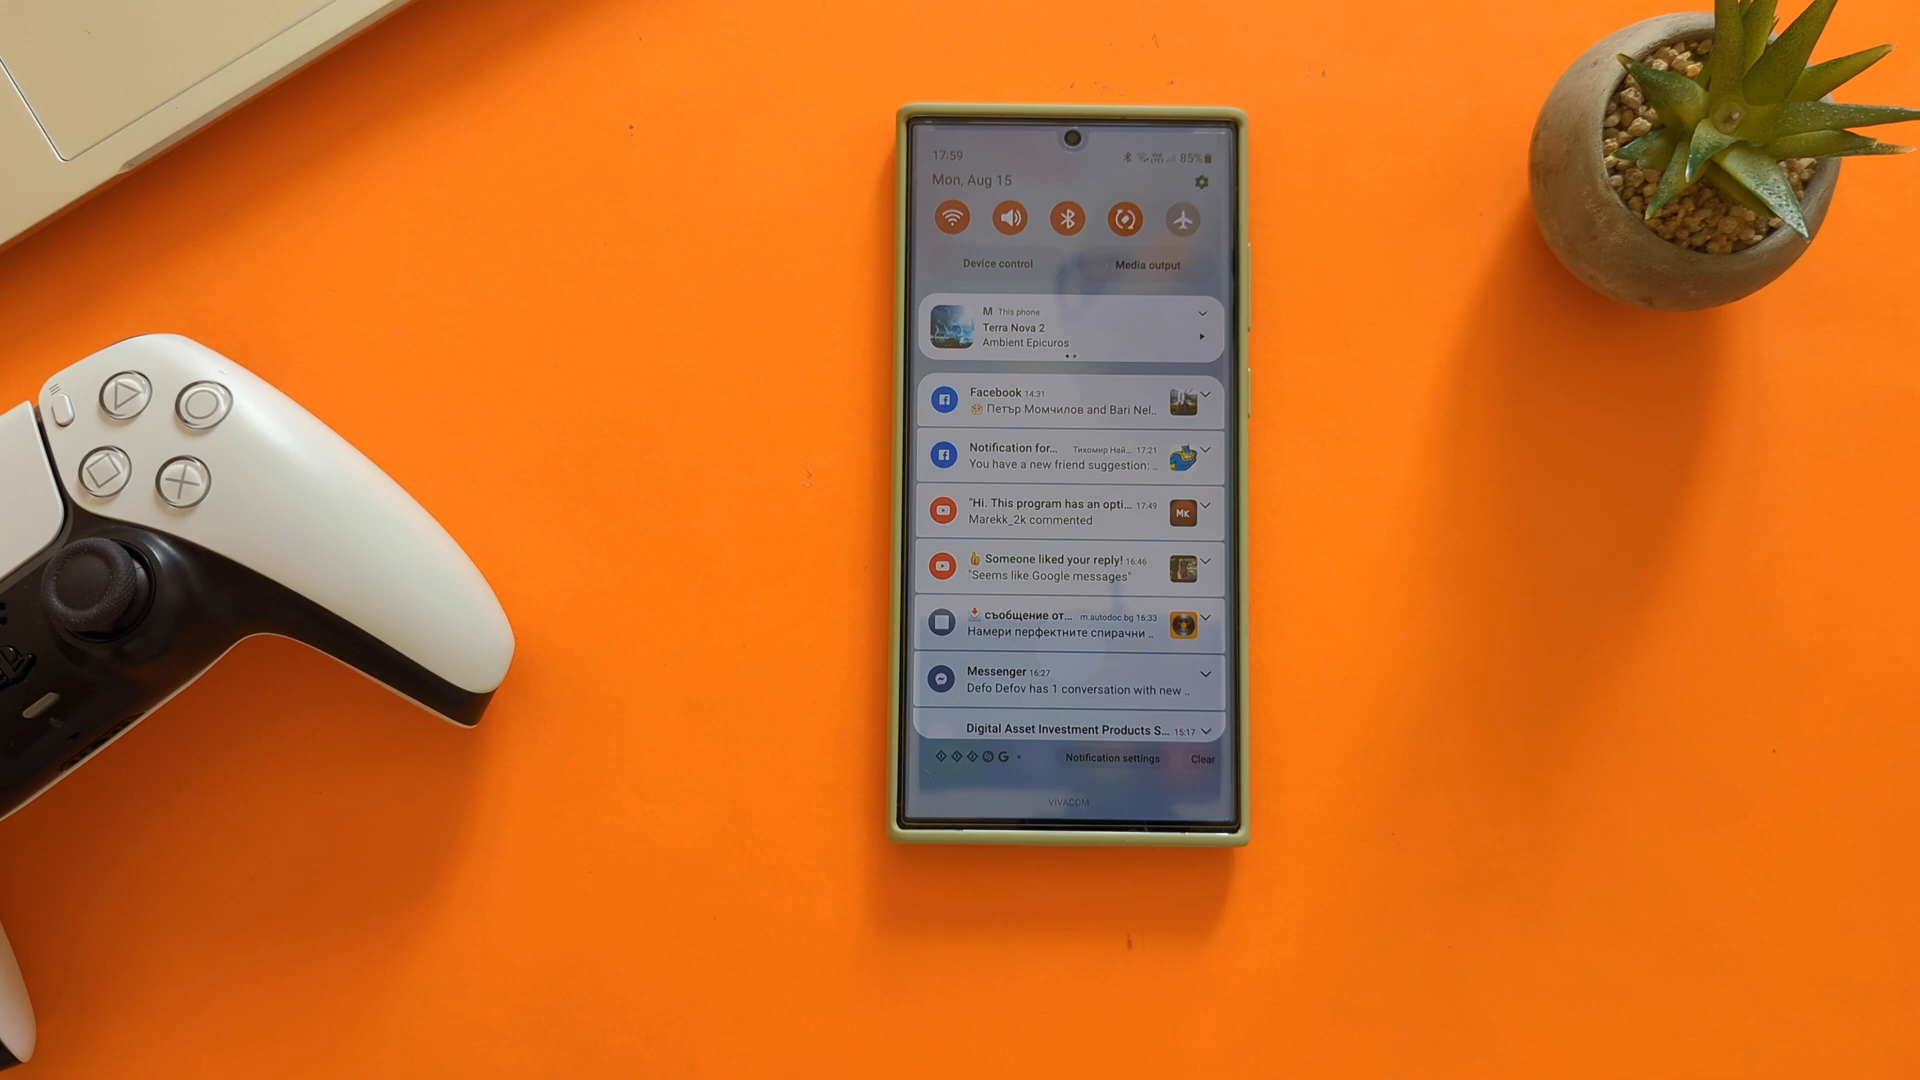 17:59
85%
Mon, Aug 15
Device control
Media output
M This phone
Terra Nova 2
Ambient Epicuros
Facebook 14:31
Петър Момчилов and Bari Nel..
Notification for... Тихомир Най... 17:21
You have a new friend suggestion: ..
"Hi. This program has an opti... 17:49
Marekk_2k commented
MK
👍 Someone liked your reply! 16:46
"Seems like Google messages"
съобщение от... m.autodoc.bg 16:33
Намери перфектните спирачни ..
Messenger 16:27
Defo Defov has 1 conversation with new ..
Digital Asset Investment Products S... 15:17
G
Notification settings
Clear
VIVACOM